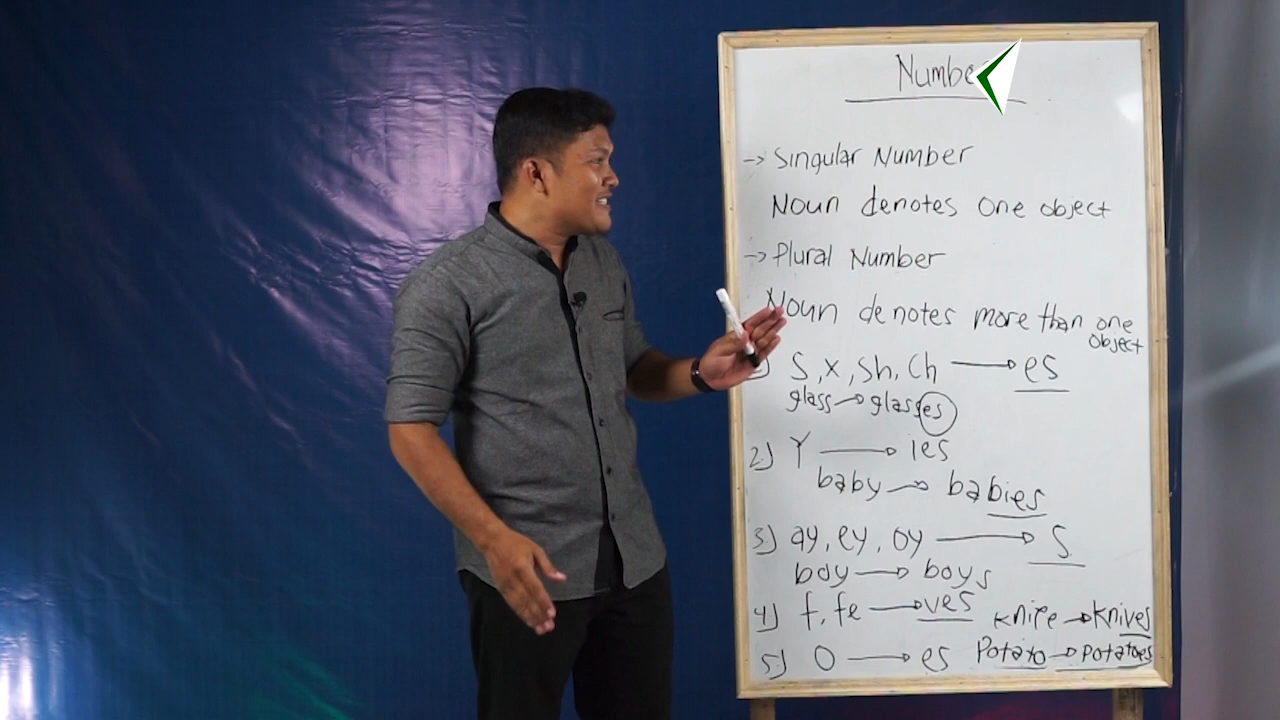 Numbe
-> Singular Number
Noun denotes one object
-> Plural Number
Noun denotes more than one
object
S, x, sh, Ch → es
glass → glasses
2) Y → ies
baby → babies
3) ay, ey, oy → S
boy → boys
4) f, fe → ves knife → knives
5) O → es Potato → potatoes